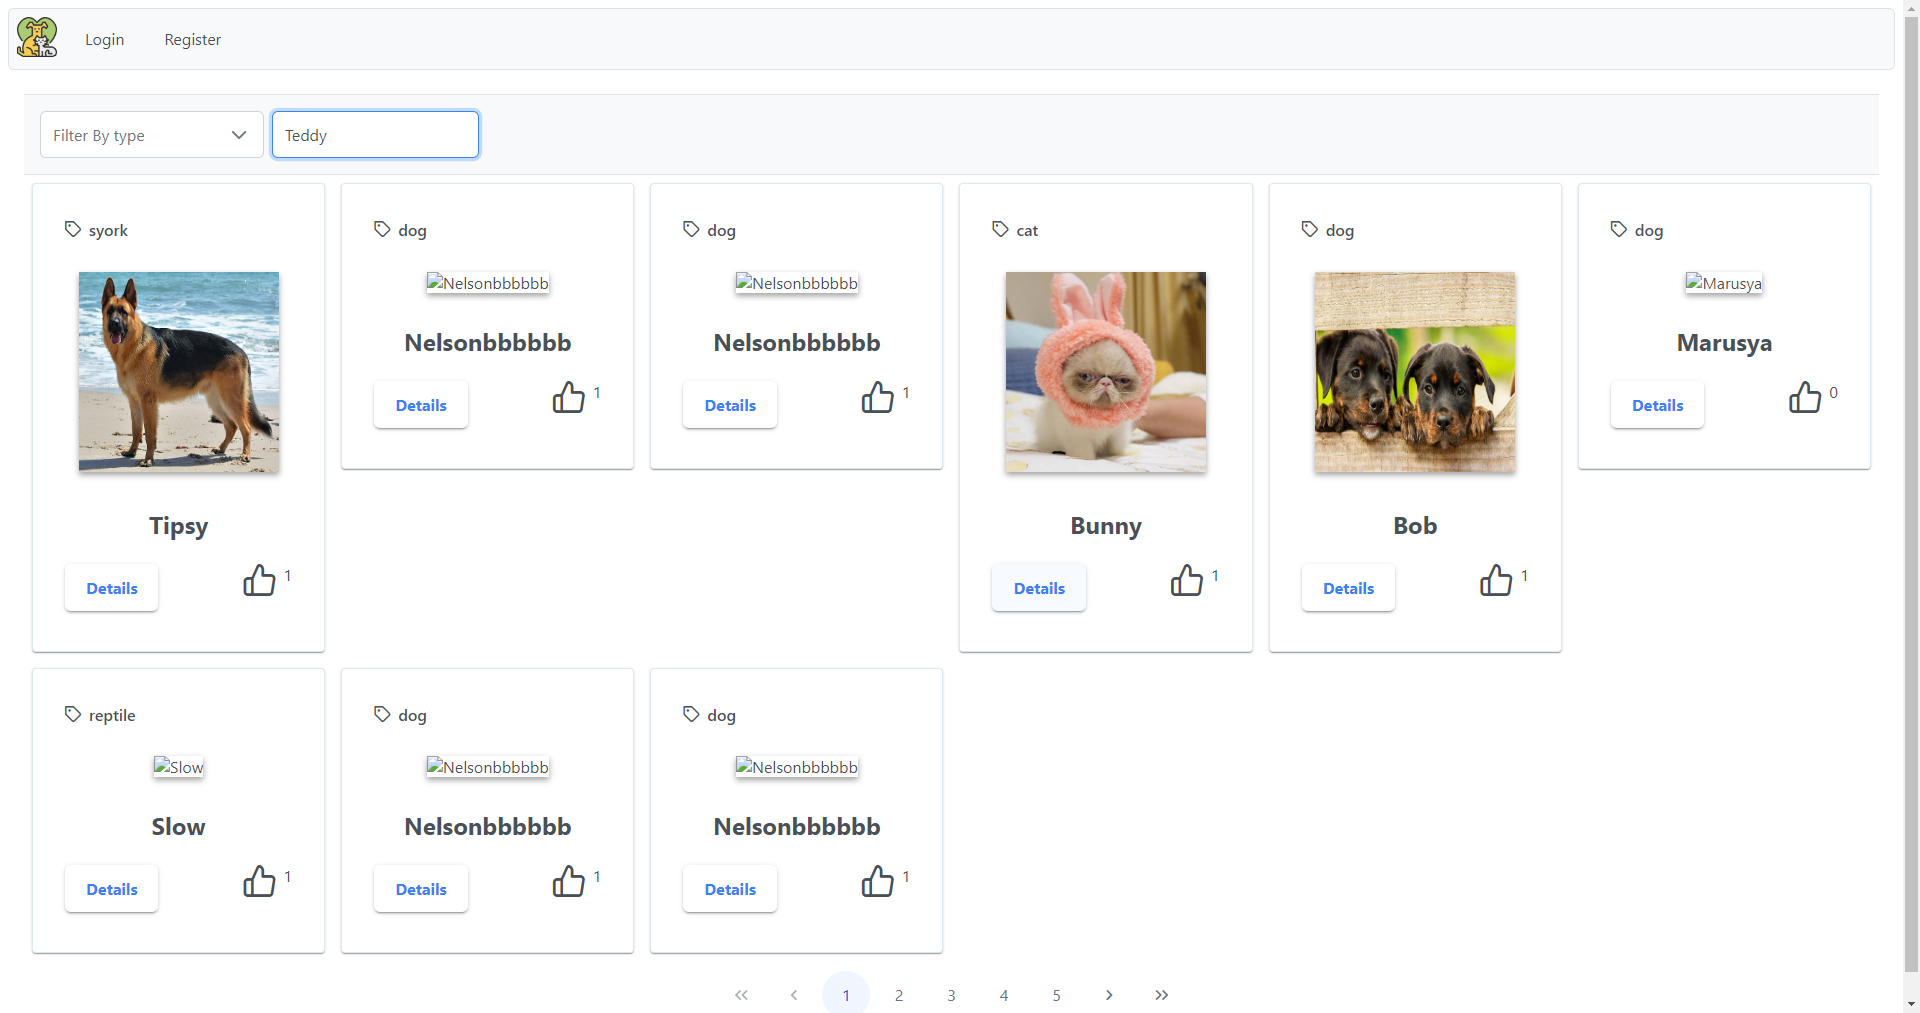 Login Register
Filter By type Teddy
syork dog dog cat dog dog
Nelsonbbbbbb Nelsonbbbbbb Marusya
Nelsonbbbbbb Nelsonbbbbbb Marusya
Details 1 Details 1 Details 0
Tipsy Bunny Bob
Details 1 Details 1 Details 1
reptile dog dog
Slow Nelsonbbbbbb Nelsonbbbbbb
Slow Nelsonbbbbbb Nelsonbbbbbb
Details 1 Details 1 Details 1
« ‹ 1 2 3 4 5 › »